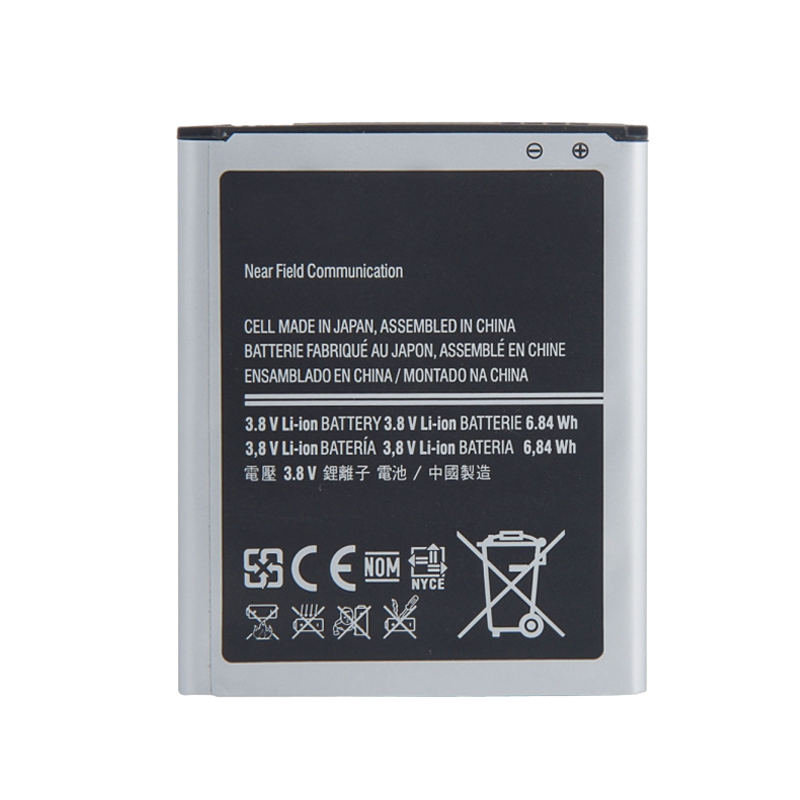 ⊖ ⊕
Near Field Communication
CELL MADE IN JAPAN, ASSEMBLED IN CHINA
BATTERIE FABRIQUÉ AU JAPON, ASSEMBLÉ EN CHINE
ENSAMBLADO EN CHINA / MONTADO NA CHINA
3.8 V Li-ion BATTERY 3.8 V Li-ion BATTERIE 6.84 Wh
3,8 V Li-ion BATERÍA 3,8 V Li-ion BATERIA 6,84 Wh
電壓 3.8 V 鋰離子 電池 / 中國製造
CE NOM NYCE